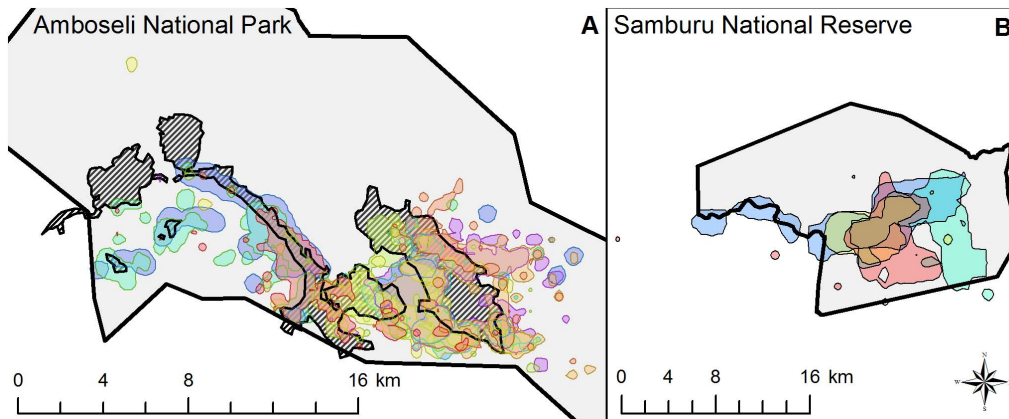 Amboseli National Park A
Samburu National Reserve B
0 4 8 16 km
0 4 8 16 km
N
W E
S